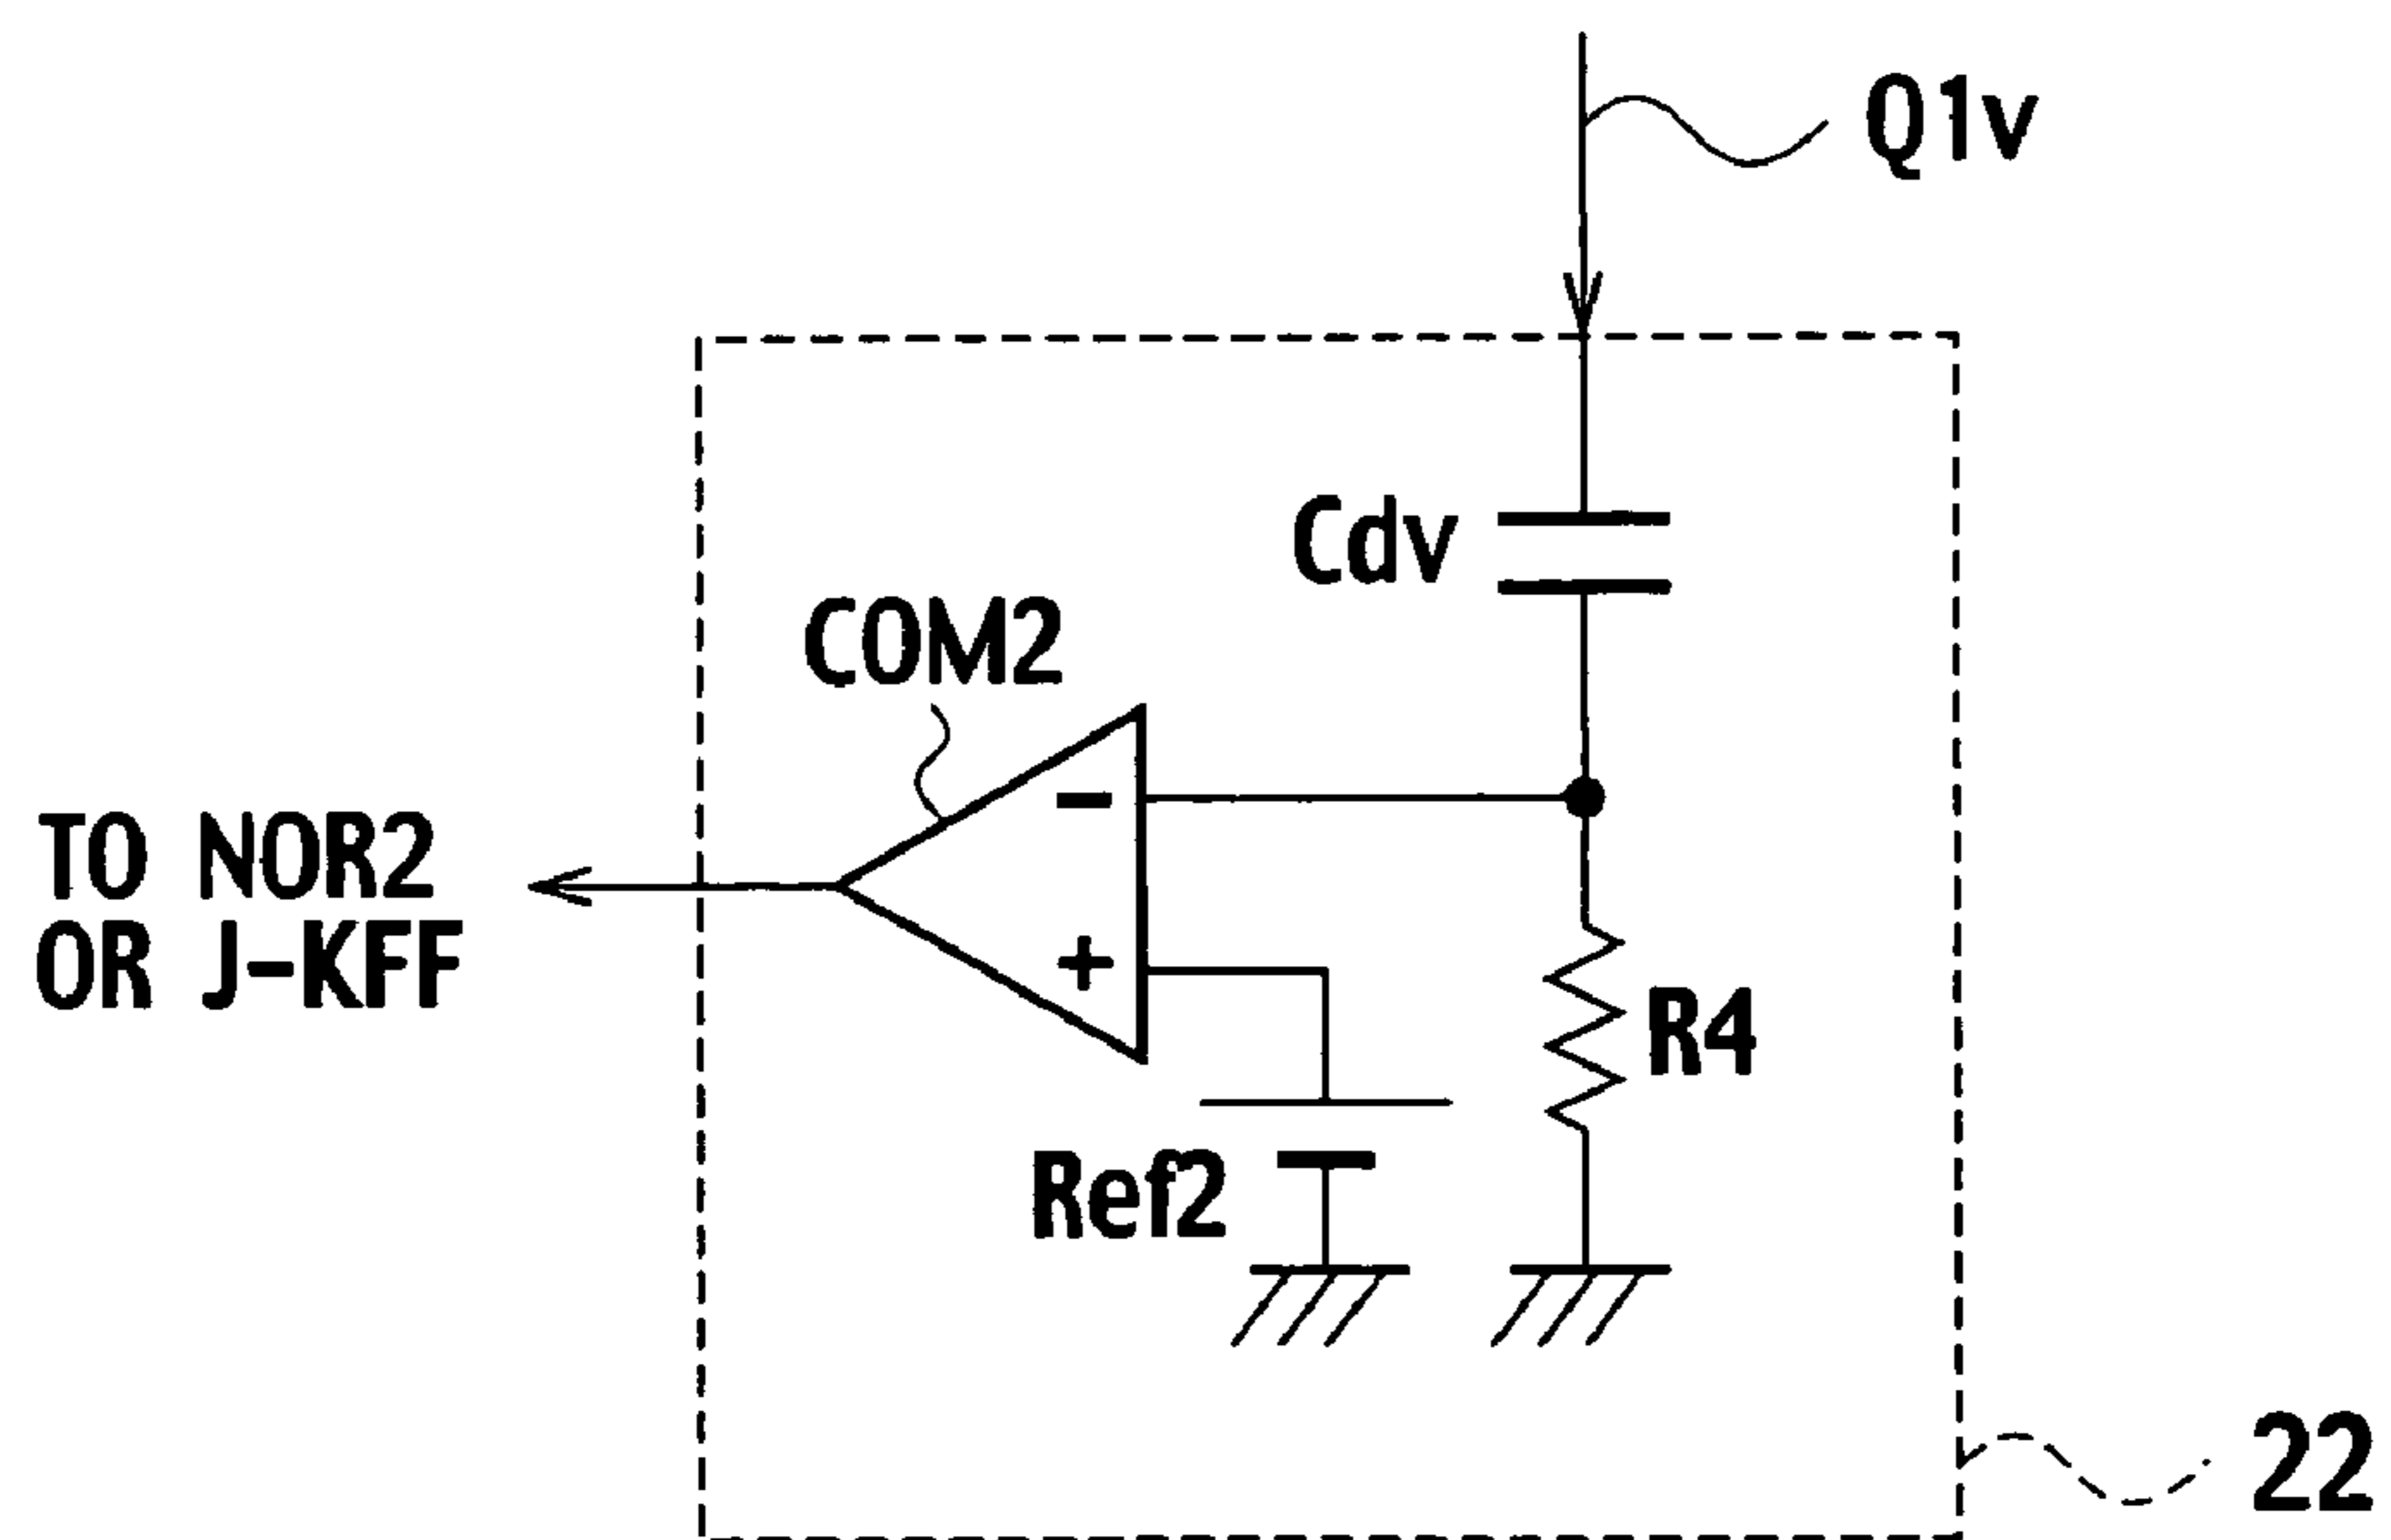 Q1v
Cdv
COM2
−
TO NOR2
OR J-KFF
+
R4
Ref2
22